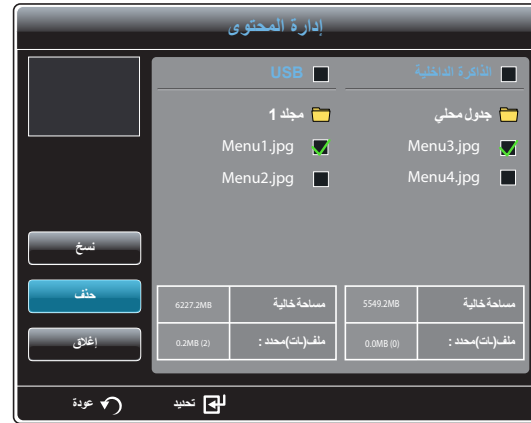 إدارة المحتوى
الذاكرة الداخلية
USB
جدول محلي
مجلد 1
Menu3.jpg
Menu1.jpg
Menu4.jpg
Menu2.jpg
نسخ
حذف
إغلاق
مساحة خالية 5549.2MB
مساحة خالية 6227.2MB
ملف(ـات)محدد : 0.0MB (0)
ملف(ـات)محدد : 0.2MB (2)
تحديد
عودة